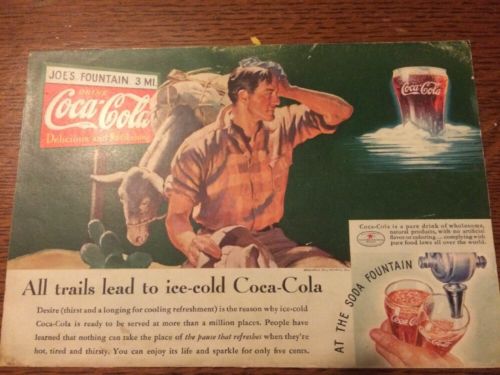 JOE'S FOUNTAIN 3 MI.
DRINK
Coca-Cola
Delicious and Refreshing
Coca-Cola
Coca-Cola is a pure drink of wholesome,
natural products, with no artificial
flavor or coloring... complying with
pure food laws all over the world.
All trails lead to ice-cold Coca-Cola
Desire (thirst and a longing for cooling refreshment) is the reason why ice-cold
Coca-Cola is ready to be served at more than a million places. People have
learned that nothing can take the place of the pause that refreshes when they're
hot, tired and thirsty. You can enjoy its life and sparkle for only five cents.
AT THE SODA FOUNTAIN
Coca-Cola